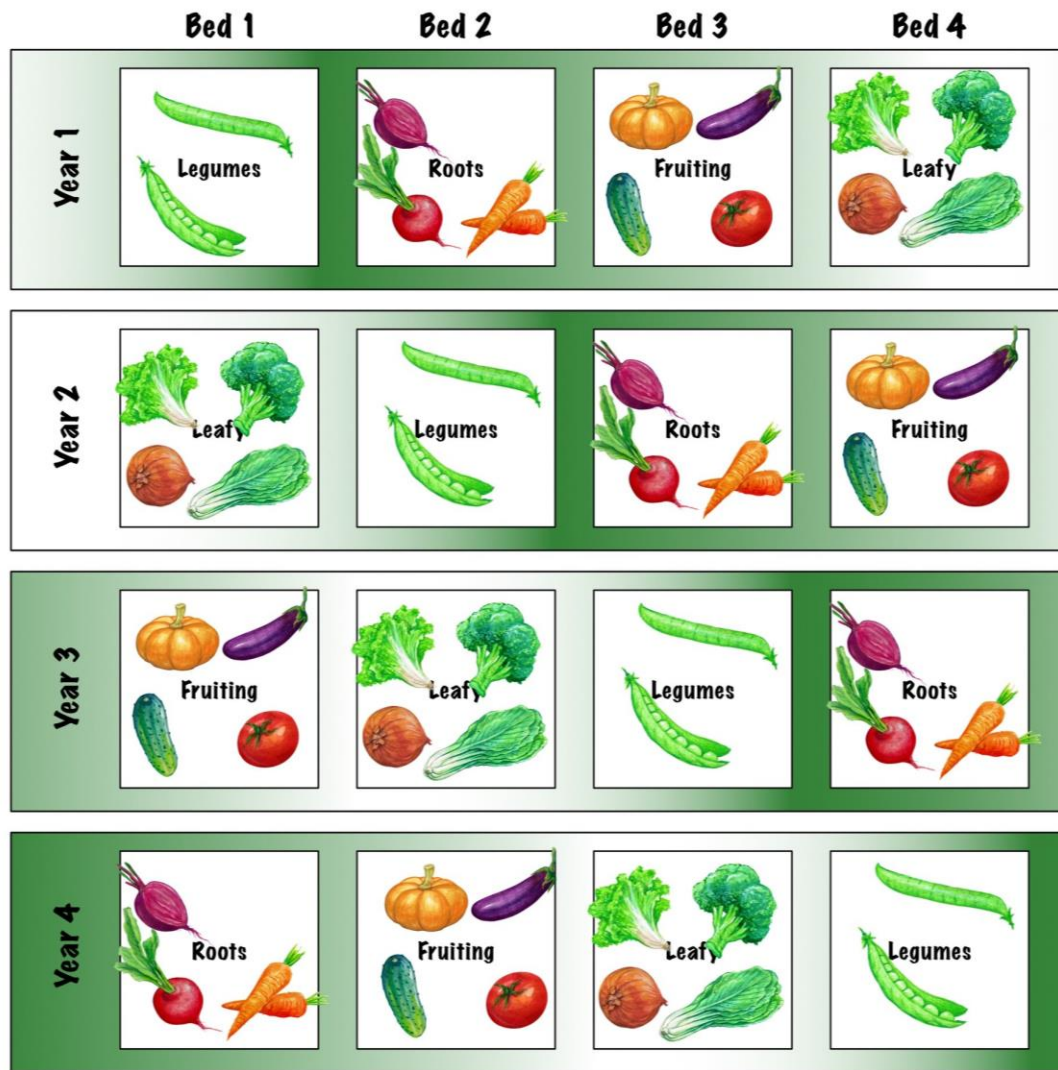 Bed 1 Bed 2 Bed 3 Bed 4
Year 1
Legumes Roots Fruiting Leafy
Year 2
Leafy Legumes Roots Fruiting
Year 3
Fruiting Leafy Legumes Roots
Year 4
Roots Fruiting Leafy Legumes